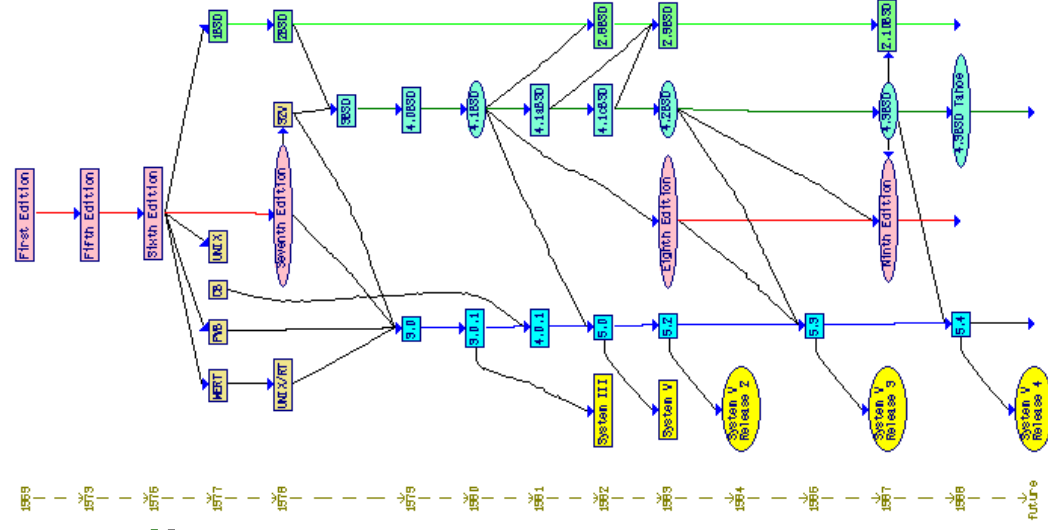 1BSD
2BSD
2.8BSD
2.9BSD
2.10BSD
32V
3BSD
4.0BSD
4.1BSD
4.1aBSD
4.1cBSD
4.2BSD
4.3BSD
4.3BSD Tahoe
First Edition
Fifth Edition
Sixth Edition
UNIX
Seventh Edition
Eighth Edition
Ninth Edition
CB
PWB
3.0
3.0.1
4.0.1
5.0
5.2
5.3
5.4
MERT
UNIX/RT
System III
System V
System V
Release 2
System V
Release 3
System V
Release 4
1969
1973
1976
1977
1978
1979
1980
1981
1982
1983
1984
1986
1987
1988
future